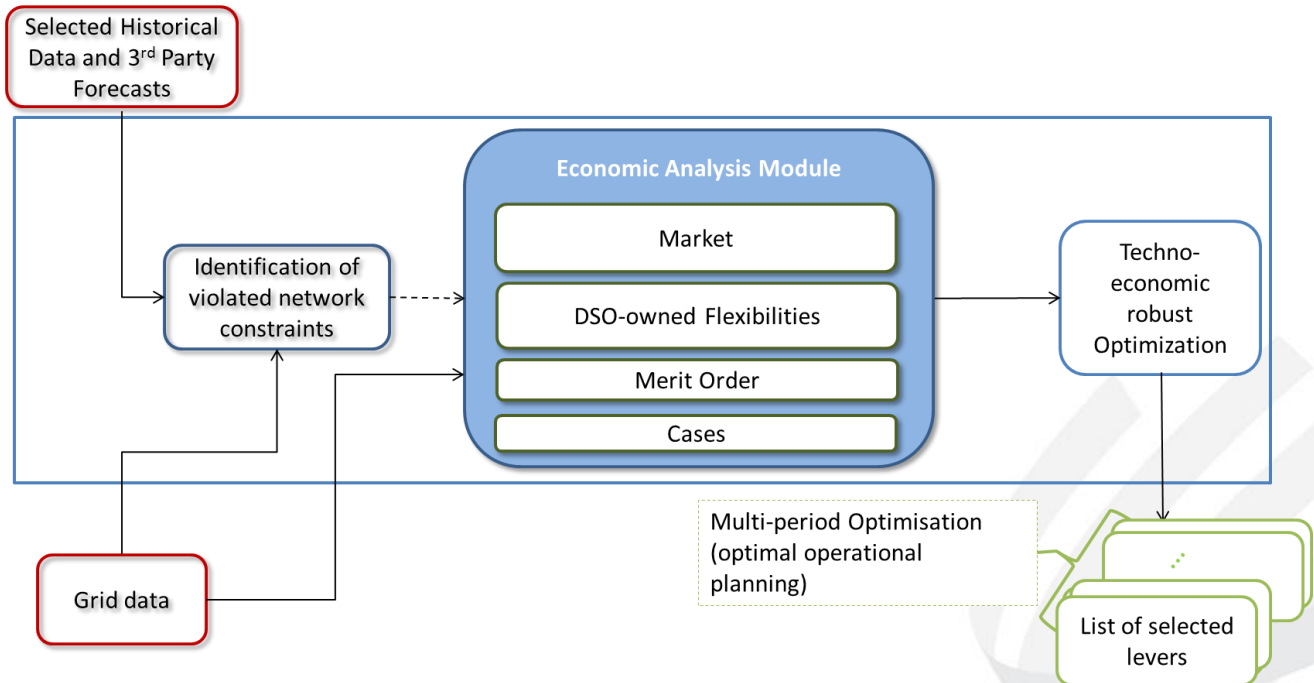 Selected Historical
Data and 3rd Party
Forecasts
Economic Analysis Module
Market
DSO-owned Flexibilities
Merit Order
Cases
Identification of
violated network
constraints
Techno-
economic
robust
Optimization
Grid data
Multi-period Optimisation
(optimal operational
planning)
...
List of selected
levers